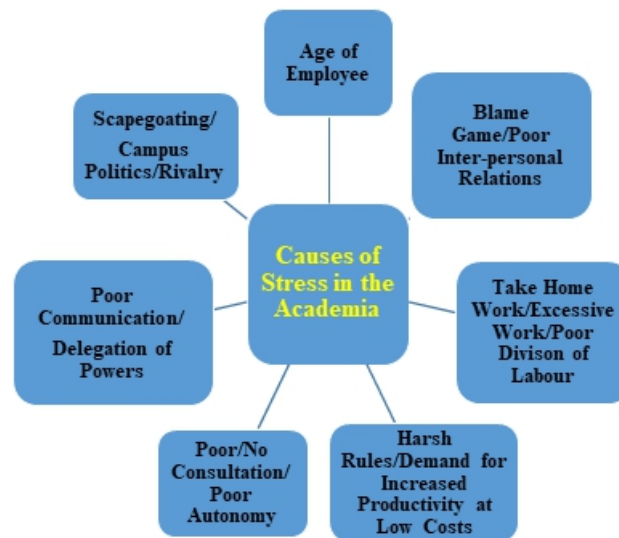 Age of
Employee
Scapegoating/
Campus
Politics/Rivalry
Blame
Game/Poor
Inter-personal
Relations
Causes of
Stress in the
Academia
Poor
Communication/
Delegation of
Powers
Take Home
Work/Excessive
Work/Poor
Divison of
Labour
Poor/No
Consultation/
Poor
Autonomy
Harsh
Rules/Demand for
Increased
Productivity at
Low Costs